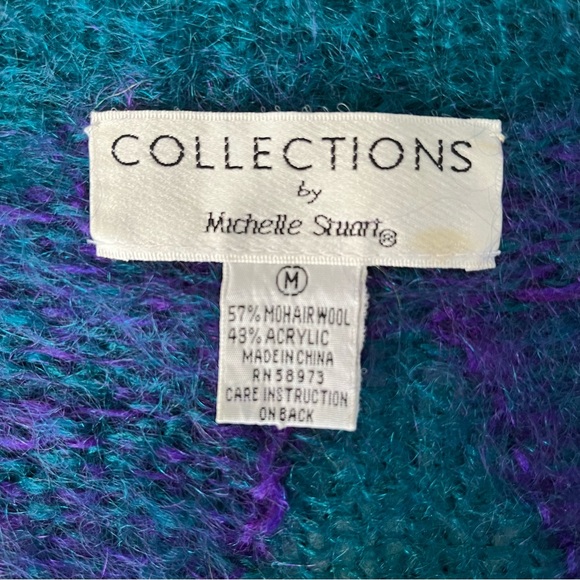 COLLECTIONS
by
Michelle Stuart®
M
57% MOHAIR WOOL
43% ACRYLIC
MADE IN CHINA
RN 58973
CARE INSTRUCTION
ON BACK